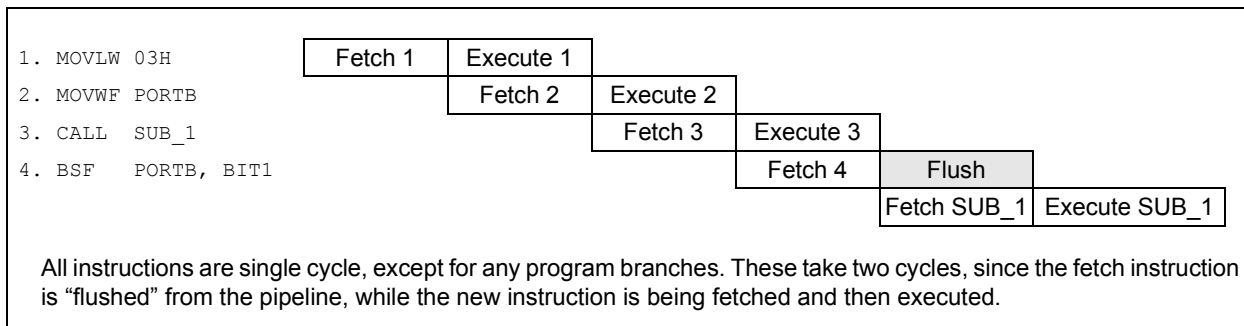 1. MOVLW 03H Fetch 1 Execute 1
2. MOVWF PORTB Fetch 2 Execute 2
3. CALL SUB_1 Fetch 3 Execute 3
4. BSF PORTB, BIT1 Fetch 4 Flush
Fetch SUB_1 Execute SUB_1
All instructions are single cycle, except for any program branches. These take two cycles, since the fetch instruction
is “flushed” from the pipeline, while the new instruction is being fetched and then executed.